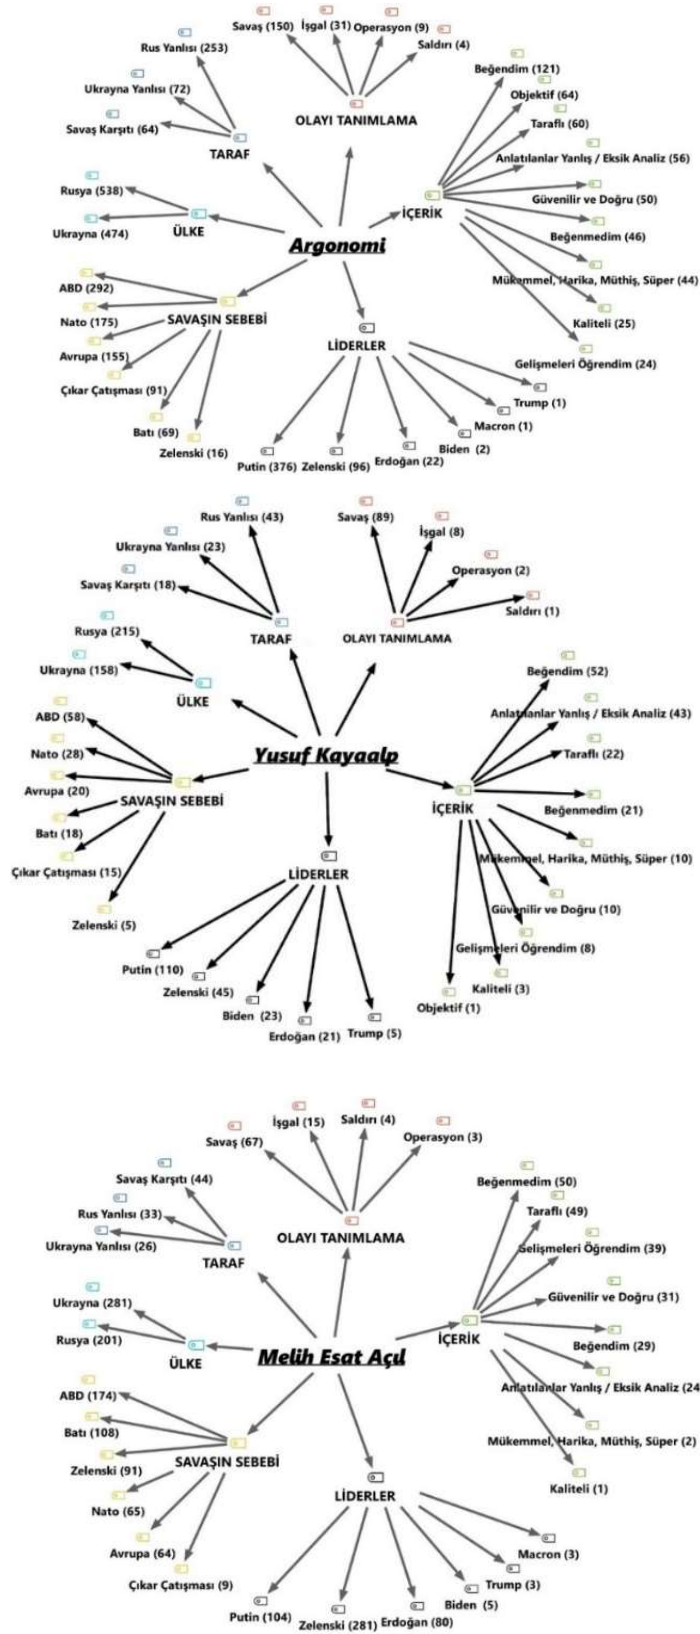 Savaş (150)
İşgal (31)
Operasyon (9)
Saldırı (4)
OLAYI TANIMLAMA
Rus Yanlısı (253)
Ukrayna Yanlısı (72)
Savaş Karşıtı (64)
TARAF
Rusya (538)
Ukrayna (474)
ÜLKE
Beğendim (121)
Objektif (64)
Taraflı (60)
Anlatılanlar Yanlış / Eksik Analiz (56)
Güvenilir ve Doğru (50)
Beğenmedim (46)
Mükemmel, Harika, Müthiş, Süper (44)
Kaliteli (25)
Gelişmeleri Öğrendim (24)
İÇERİK
Argonomi
ABD (292)
Nato (175)
Avrupa (155)
Çıkar Çatışması (91)
Batı (69)
Zelenski (16)
SAVAŞIN SEBEBİ
LİDERLER
Trump (1)
Macron (1)
Biden (2)
Erdoğan (22)
Zelenski (96)
Putin (376)
Rus Yanlısı (43)
Ukrayna Yanlısı (23)
Savaş Karşıtı (18)
TARAF
Savaş (89)
İşgal (8)
Operasyon (2)
Saldırı (1)
OLAYI TANIMLAMA
Rusya (215)
Ukrayna (158)
ÜLKE
Yusuf Kayaalp
ABD (58)
Nato (28)
Avrupa (20)
Batı (18)
Çıkar Çatışması (15)
Zelenski (5)
SAVAŞIN SEBEBİ
Beğendim (52)
Anlatılanlar Yanlış / Eksik Analiz (43)
Taraflı (22)
Beğenmedim (21)
Mükemmel, Harika, Müthiş, Süper (10)
Güvenilir ve Doğru (10)
Gelişmeleri Öğrendim (8)
Kaliteli (3)
Objektif (1)
İÇERİK
LİDERLER
Putin (110)
Zelenski (45)
Biden (23)
Erdoğan (21)
Trump (5)
Savaş (67)
İşgal (15)
Saldırı (4)
Operasyon (3)
OLAYI TANIMLAMA
Savaş Karşıtı (44)
Rus Yanlısı (33)
Ukrayna Yanlısı (26)
TARAF
Ukrayna (281)
Rusya (201)
ÜLKE
Beğenmedim (50)
Taraflı (49)
Gelişmeleri Öğrendim (39)
Güvenilir ve Doğru (31)
Beğendim (29)
Anlatılanlar Yanlış / Eksik Analiz (24
Mükemmel, Harika, Müthiş, Süper (2)
Kaliteli (1)
İÇERİK
Melih Esat Açıl
ABD (174)
Batı (108)
Zelenski (91)
Nato (65)
Avrupa (64)
Çıkar Çatışması (9)
SAVAŞIN SEBEBİ
LİDERLER
Macron (3)
Trump (3)
Biden (5)
Erdoğan (80)
Zelenski (281)
Putin (104)